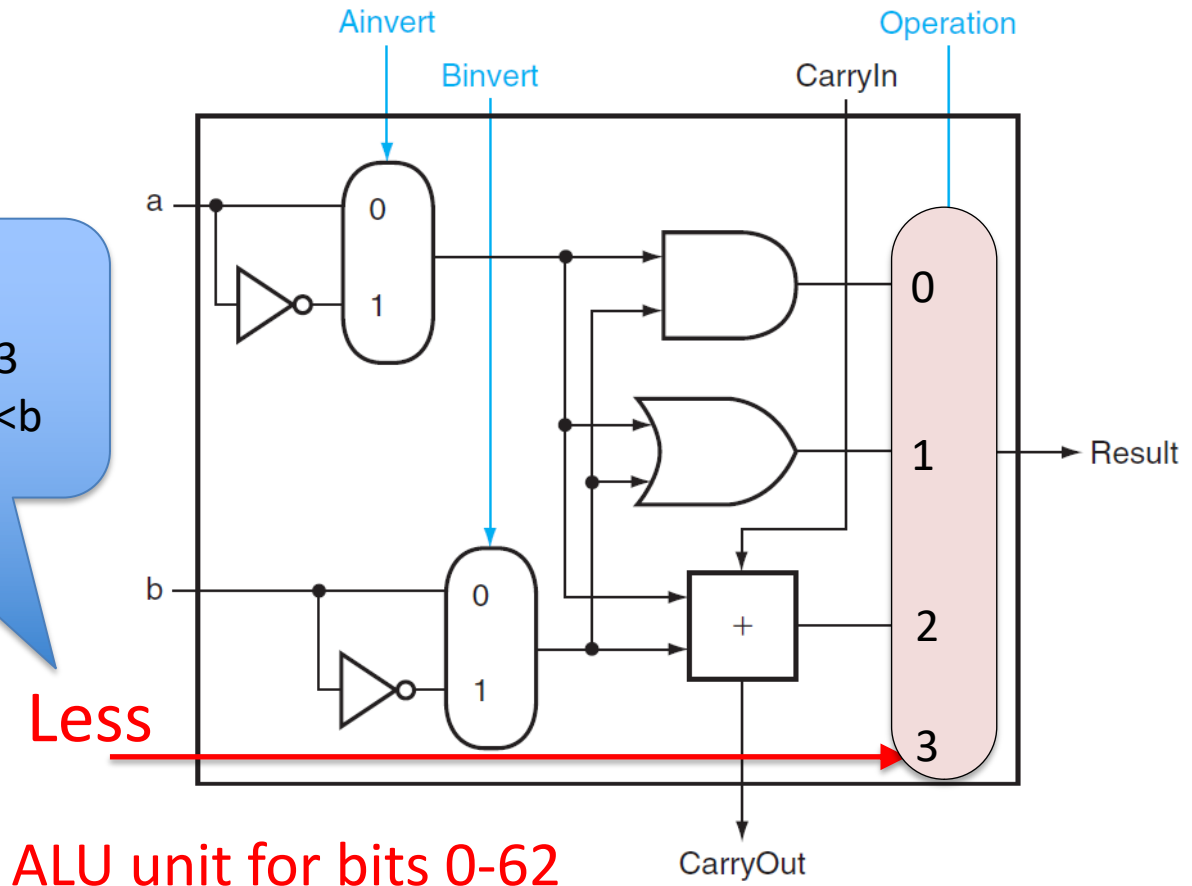 Ainvert
Operation
Binvert
CarryIn
a
0
1
0
3
<b
1
Result
b
0
+
2
1
Less
3
ALU unit for bits 0-62
CarryOut